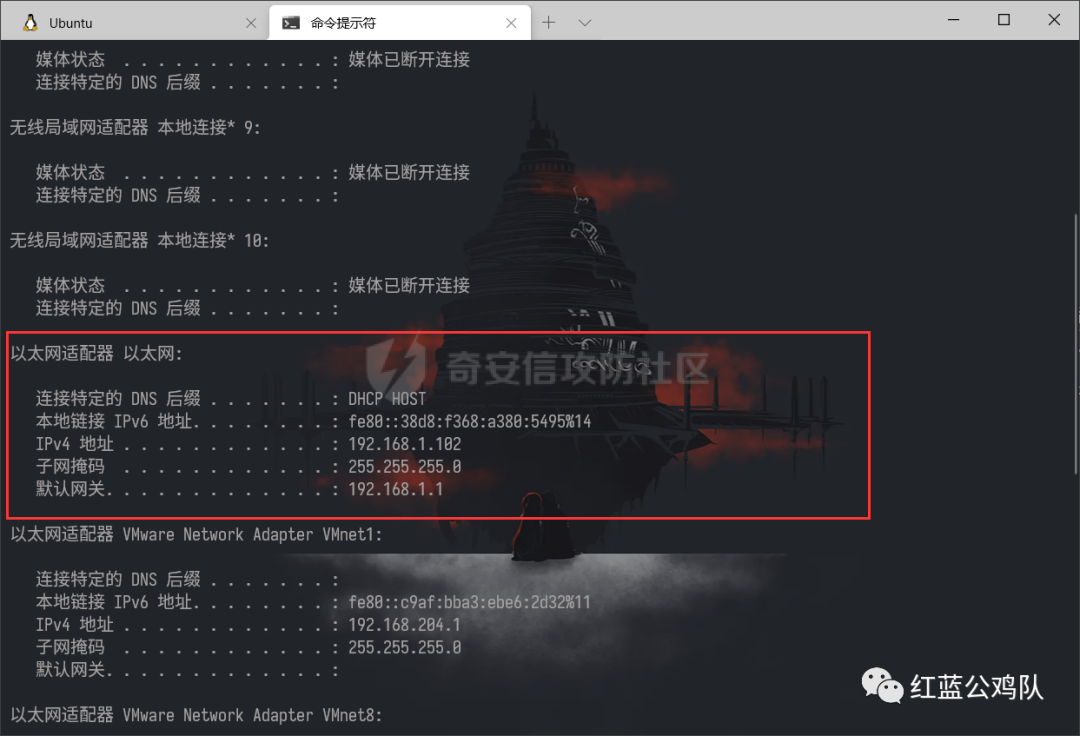 Ubuntu
命令提示符
媒体状态 . . . . . . . . . . . . : 媒体已断开连接
连接特定的 DNS 后缀 . . . . . . . :
无线局域网适配器 本地连接* 9:
媒体状态 . . . . . . . . . . . . : 媒体已断开连接
连接特定的 DNS 后缀 . . . . . . . :
无线局域网适配器 本地连接* 10:
媒体状态 . . . . . . . . . . . . : 媒体已断开连接
连接特定的 DNS 后缀 . . . . . . . :
以太网适配器 以太网:
奇安信攻防社区
连接特定的 DNS 后缀 . . . . . . . : DHCP HOST
本地链接 IPv6 地址. . . . . . . . : fe80::38d8:f368:a380:5495%14
IPv4 地址 . . . . . . . . . . . . : 192.168.1.102
子网掩码 . . . . . . . . . . . . : 255.255.255.0
默认网关. . . . . . . . . . . . . : 192.168.1.1
以太网适配器 VMware Network Adapter VMnet1:
连接特定的 DNS 后缀 . . . . . . . :
本地链接 IPv6 地址. . . . . . . . : fe80::c9af:bba3:ebe6:2d32%11
IPv4 地址 . . . . . . . . . . . . : 192.168.204.1
子网掩码 . . . . . . . . . . . . : 255.255.255.0
默认网关. . . . . . . . . . . . . :
红蓝公鸡队
以太网适配器 VMware Network Adapter VMnet8: